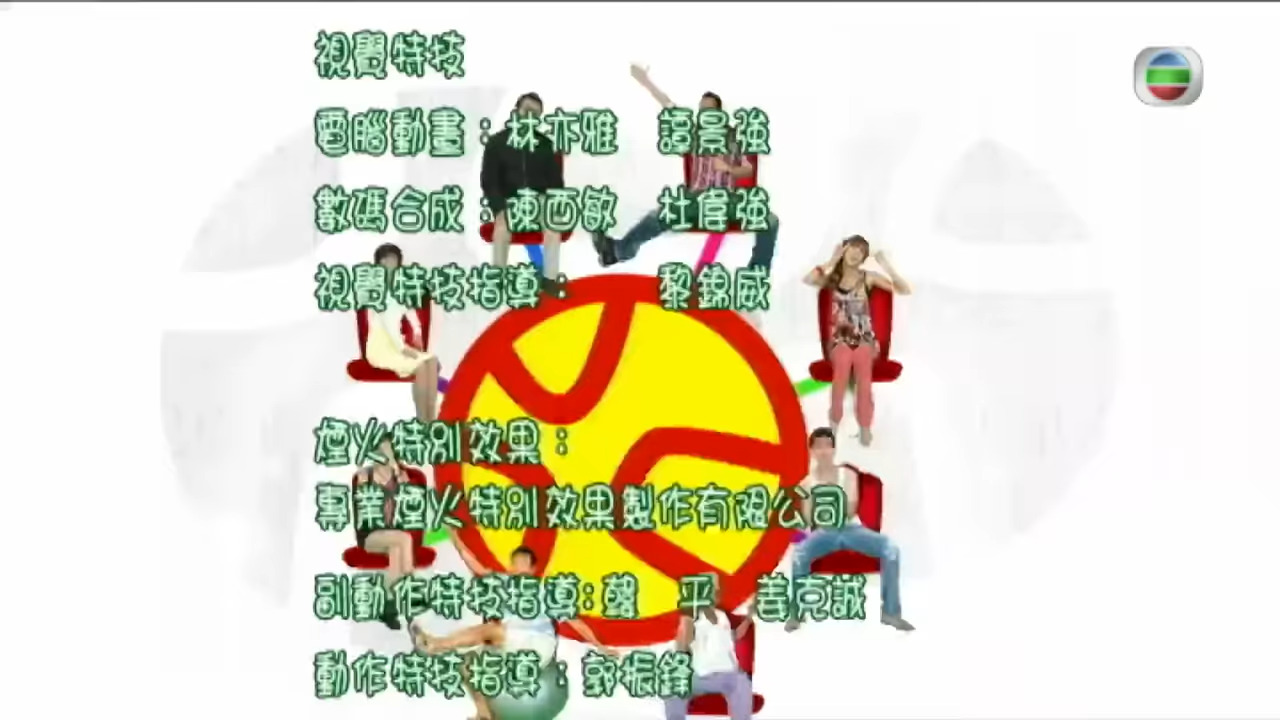 視覺特技
電腦動畫：林亦雅　譚景強
數碼合成：陳西敏　杜偉強
視覺特技指導：　　黎錦威
煙火特別效果：
專業煙火特別效果製作有限公司
副動作特技指導:韓　平　姜克誠
動作特技指導：郭振鋒